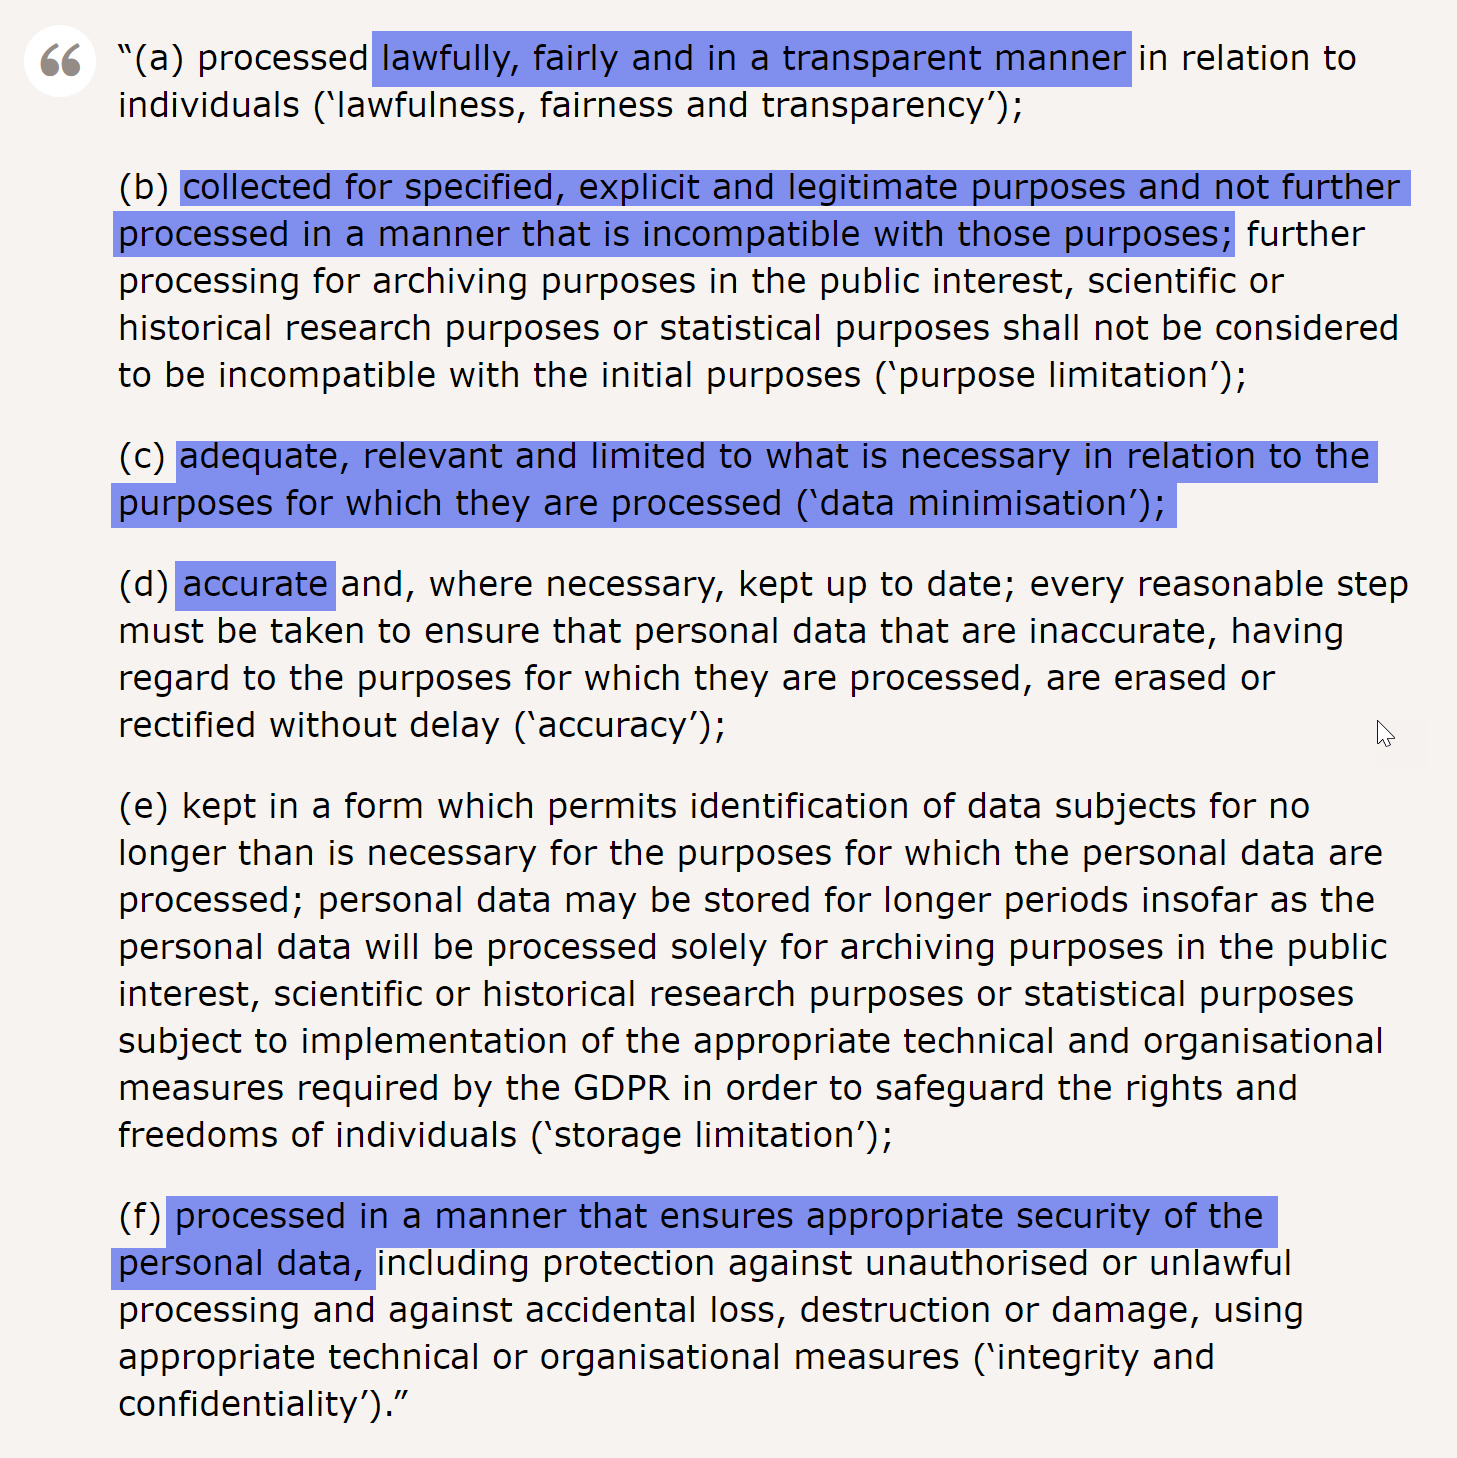 “(a) processed lawfully, fairly and in a transparent manner in relation to
individuals (‘lawfulness, fairness and transparency’);
(b) collected for specified, explicit and legitimate purposes and not further
processed in a manner that is incompatible with those purposes; further
processing for archiving purposes in the public interest, scientific or
historical research purposes or statistical purposes shall not be considered
to be incompatible with the initial purposes (‘purpose limitation’);
(c) adequate, relevant and limited to what is necessary in relation to the
purposes for which they are processed (‘data minimisation’);
(d) accurate and, where necessary, kept up to date; every reasonable step
must be taken to ensure that personal data that are inaccurate, having
regard to the purposes for which they are processed, are erased or
rectified without delay (‘accuracy’);
(e) kept in a form which permits identification of data subjects for no
longer than is necessary for the purposes for which the personal data are
processed; personal data may be stored for longer periods insofar as the
personal data will be processed solely for archiving purposes in the public
interest, scientific or historical research purposes or statistical purposes
subject to implementation of the appropriate technical and organisational
measures required by the GDPR in order to safeguard the rights and
freedoms of individuals (‘storage limitation’);
(f) processed in a manner that ensures appropriate security of the
personal data, including protection against unauthorised or unlawful
processing and against accidental loss, destruction or damage, using
appropriate technical or organisational measures (‘integrity and
confidentiality’).”